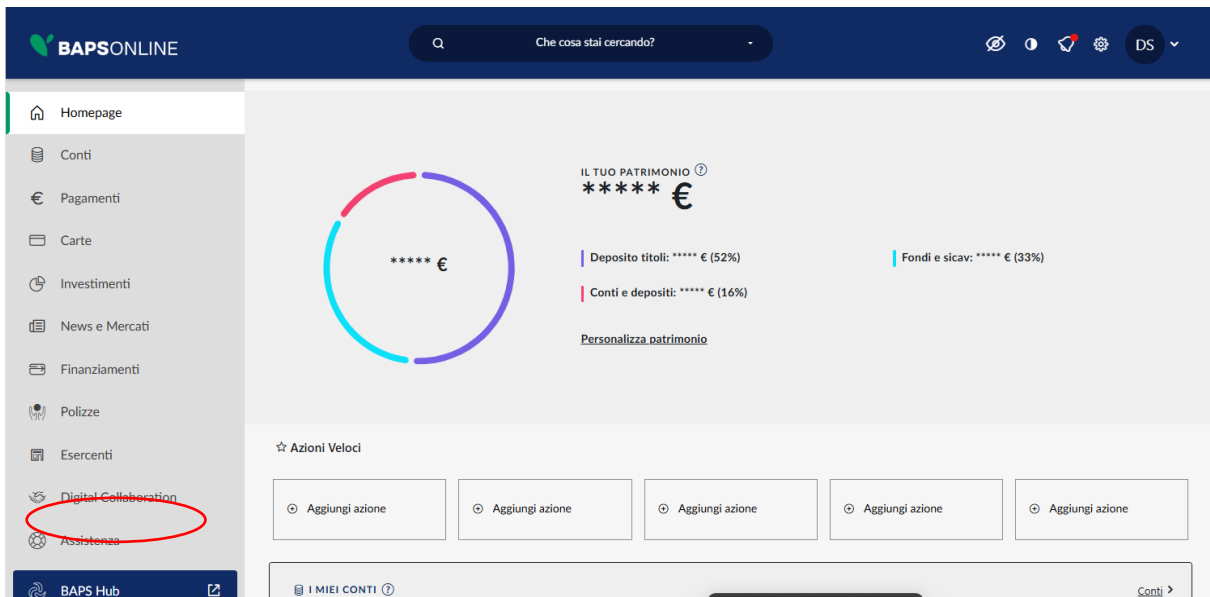 BAPSONLINE
Che cosa stai cercando?
DS
Homepage
Conti
Pagamenti
Carte
Investimenti
News e Mercati
Finanziamenti
Polizze
Esercenti
Digital Collaboration
Assistenza
BAPS Hub
IL TUO PATRIMONIO ?
***** €
***** €
Deposito titoli: ***** € (52%)
Fondi e sicav: ***** € (33%)
Conti e depositi: ***** € (16%)
Personalizza patrimonio
Azioni Veloci
Aggiungi azione
Aggiungi azione
Aggiungi azione
Aggiungi azione
Aggiungi azione
I MIEI CONTI ?
Conti >